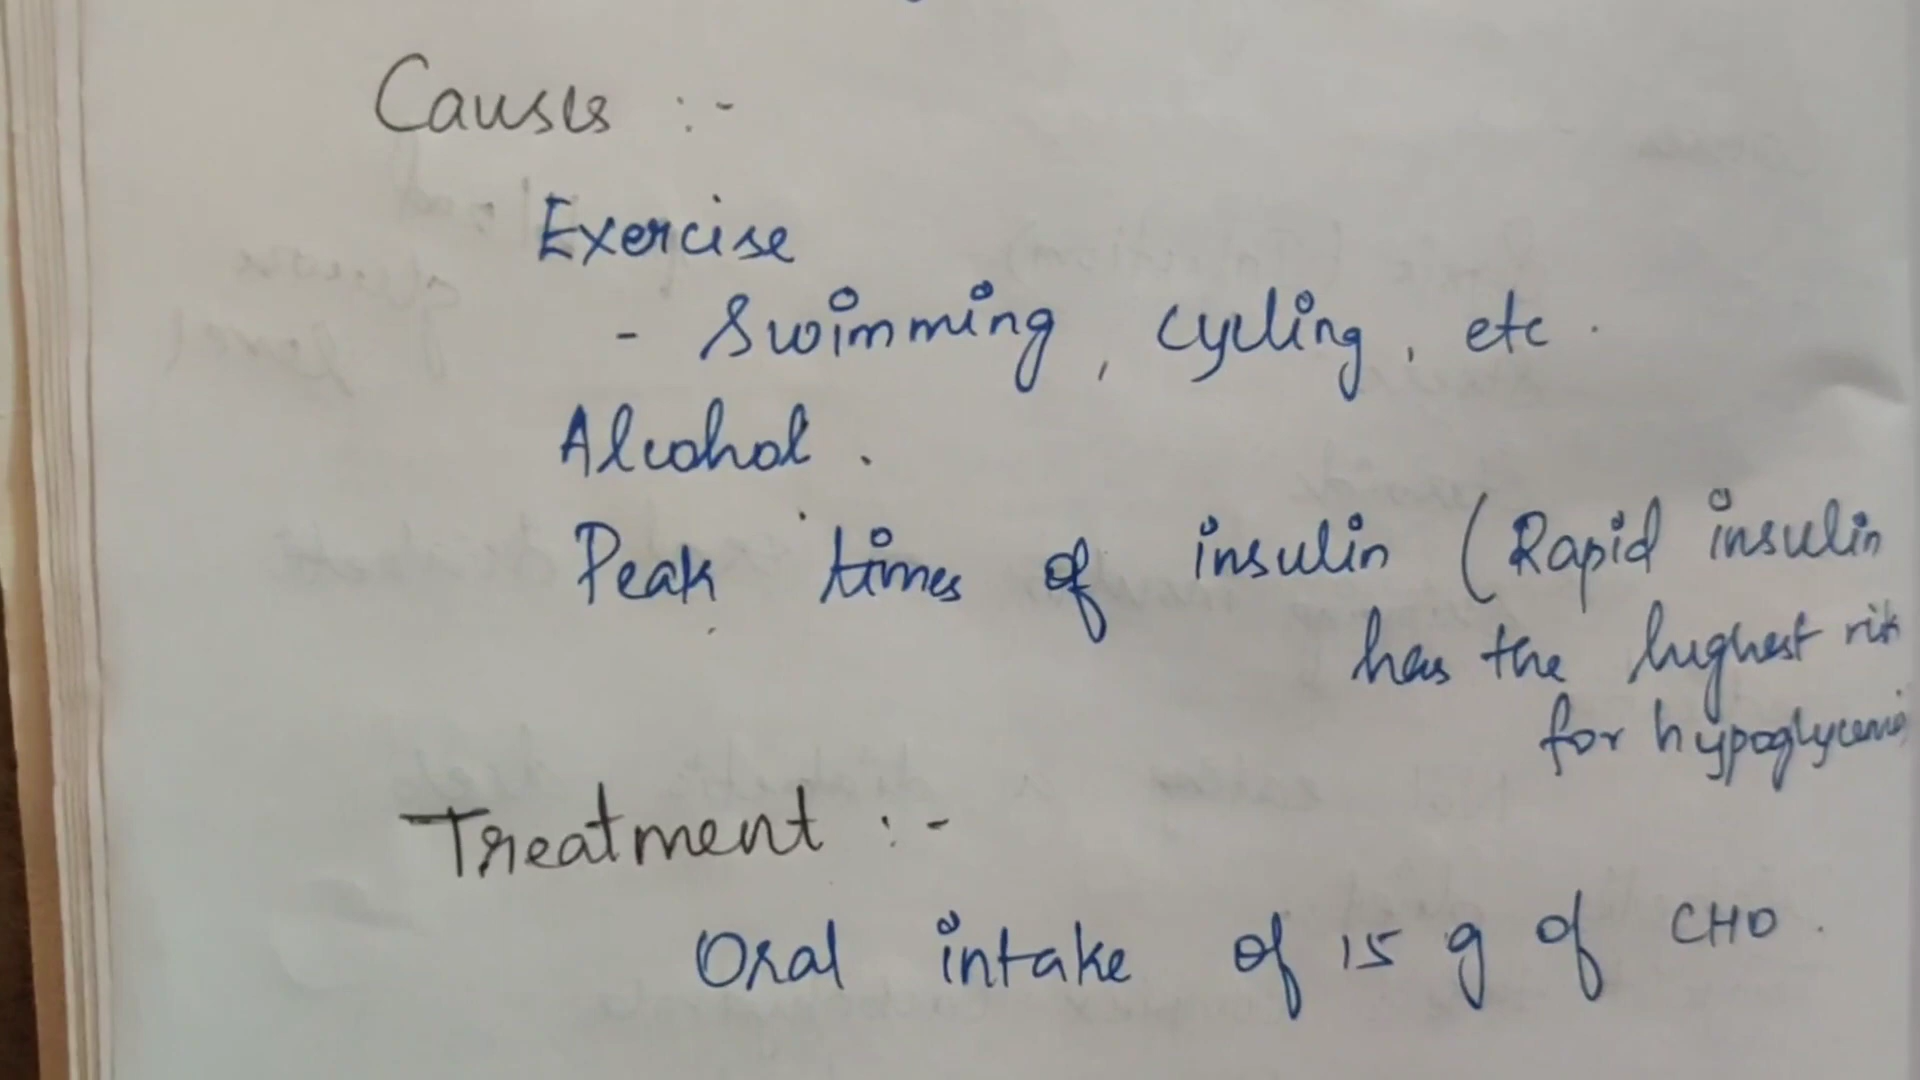 Causes :-
Exercise
- Swimming, cycling, etc.
Alcohol.
Peak times of insulin (Rapid insulin
has the highest risk
for hypoglycemi
Treatment :-
Oral intake of 15 g of CHO.